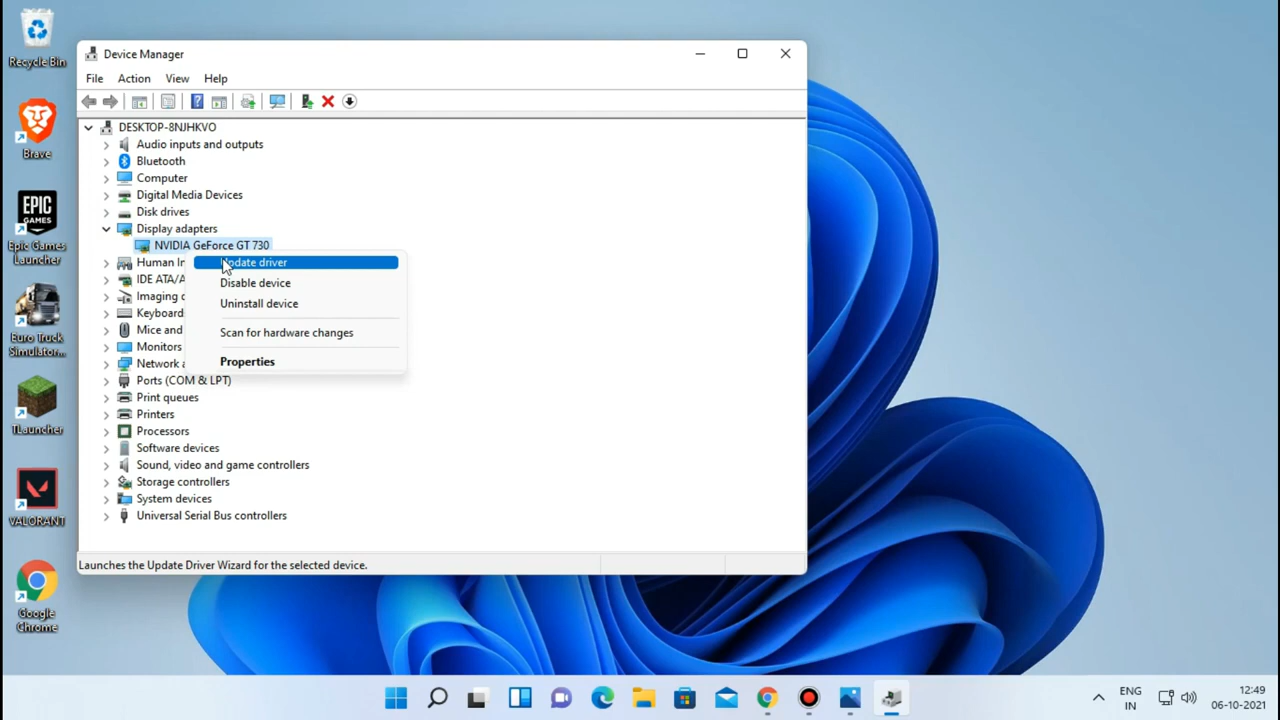 Recycle Bin
Brave
EPIC
GAMES
Epic Games
Launcher
Euro Truck
Simulator...
TLauncher
VALORANT
Google
Chrome
Device Manager
File Action View Help
DESKTOP-8NJHKVO
Audio inputs and outputs
Bluetooth
Computer
Digital Media Devices
Disk drives
Display adapters
NVIDIA GeForce GT 730
Human In
IDE ATA/A
Imaging d
Keyboard
Mice and
Monitors
Network a
Ports (COM & LPT)
Print queues
Printers
Processors
Software devices
Sound, video and game controllers
Storage controllers
System devices
Universal Serial Bus controllers
Update driver
Disable device
Uninstall device
Scan for hardware changes
Properties
Launches the Update Driver Wizard for the selected device.
ENG
IN
12:49
06-10-2021